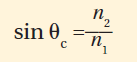 sin θc = n2/n1